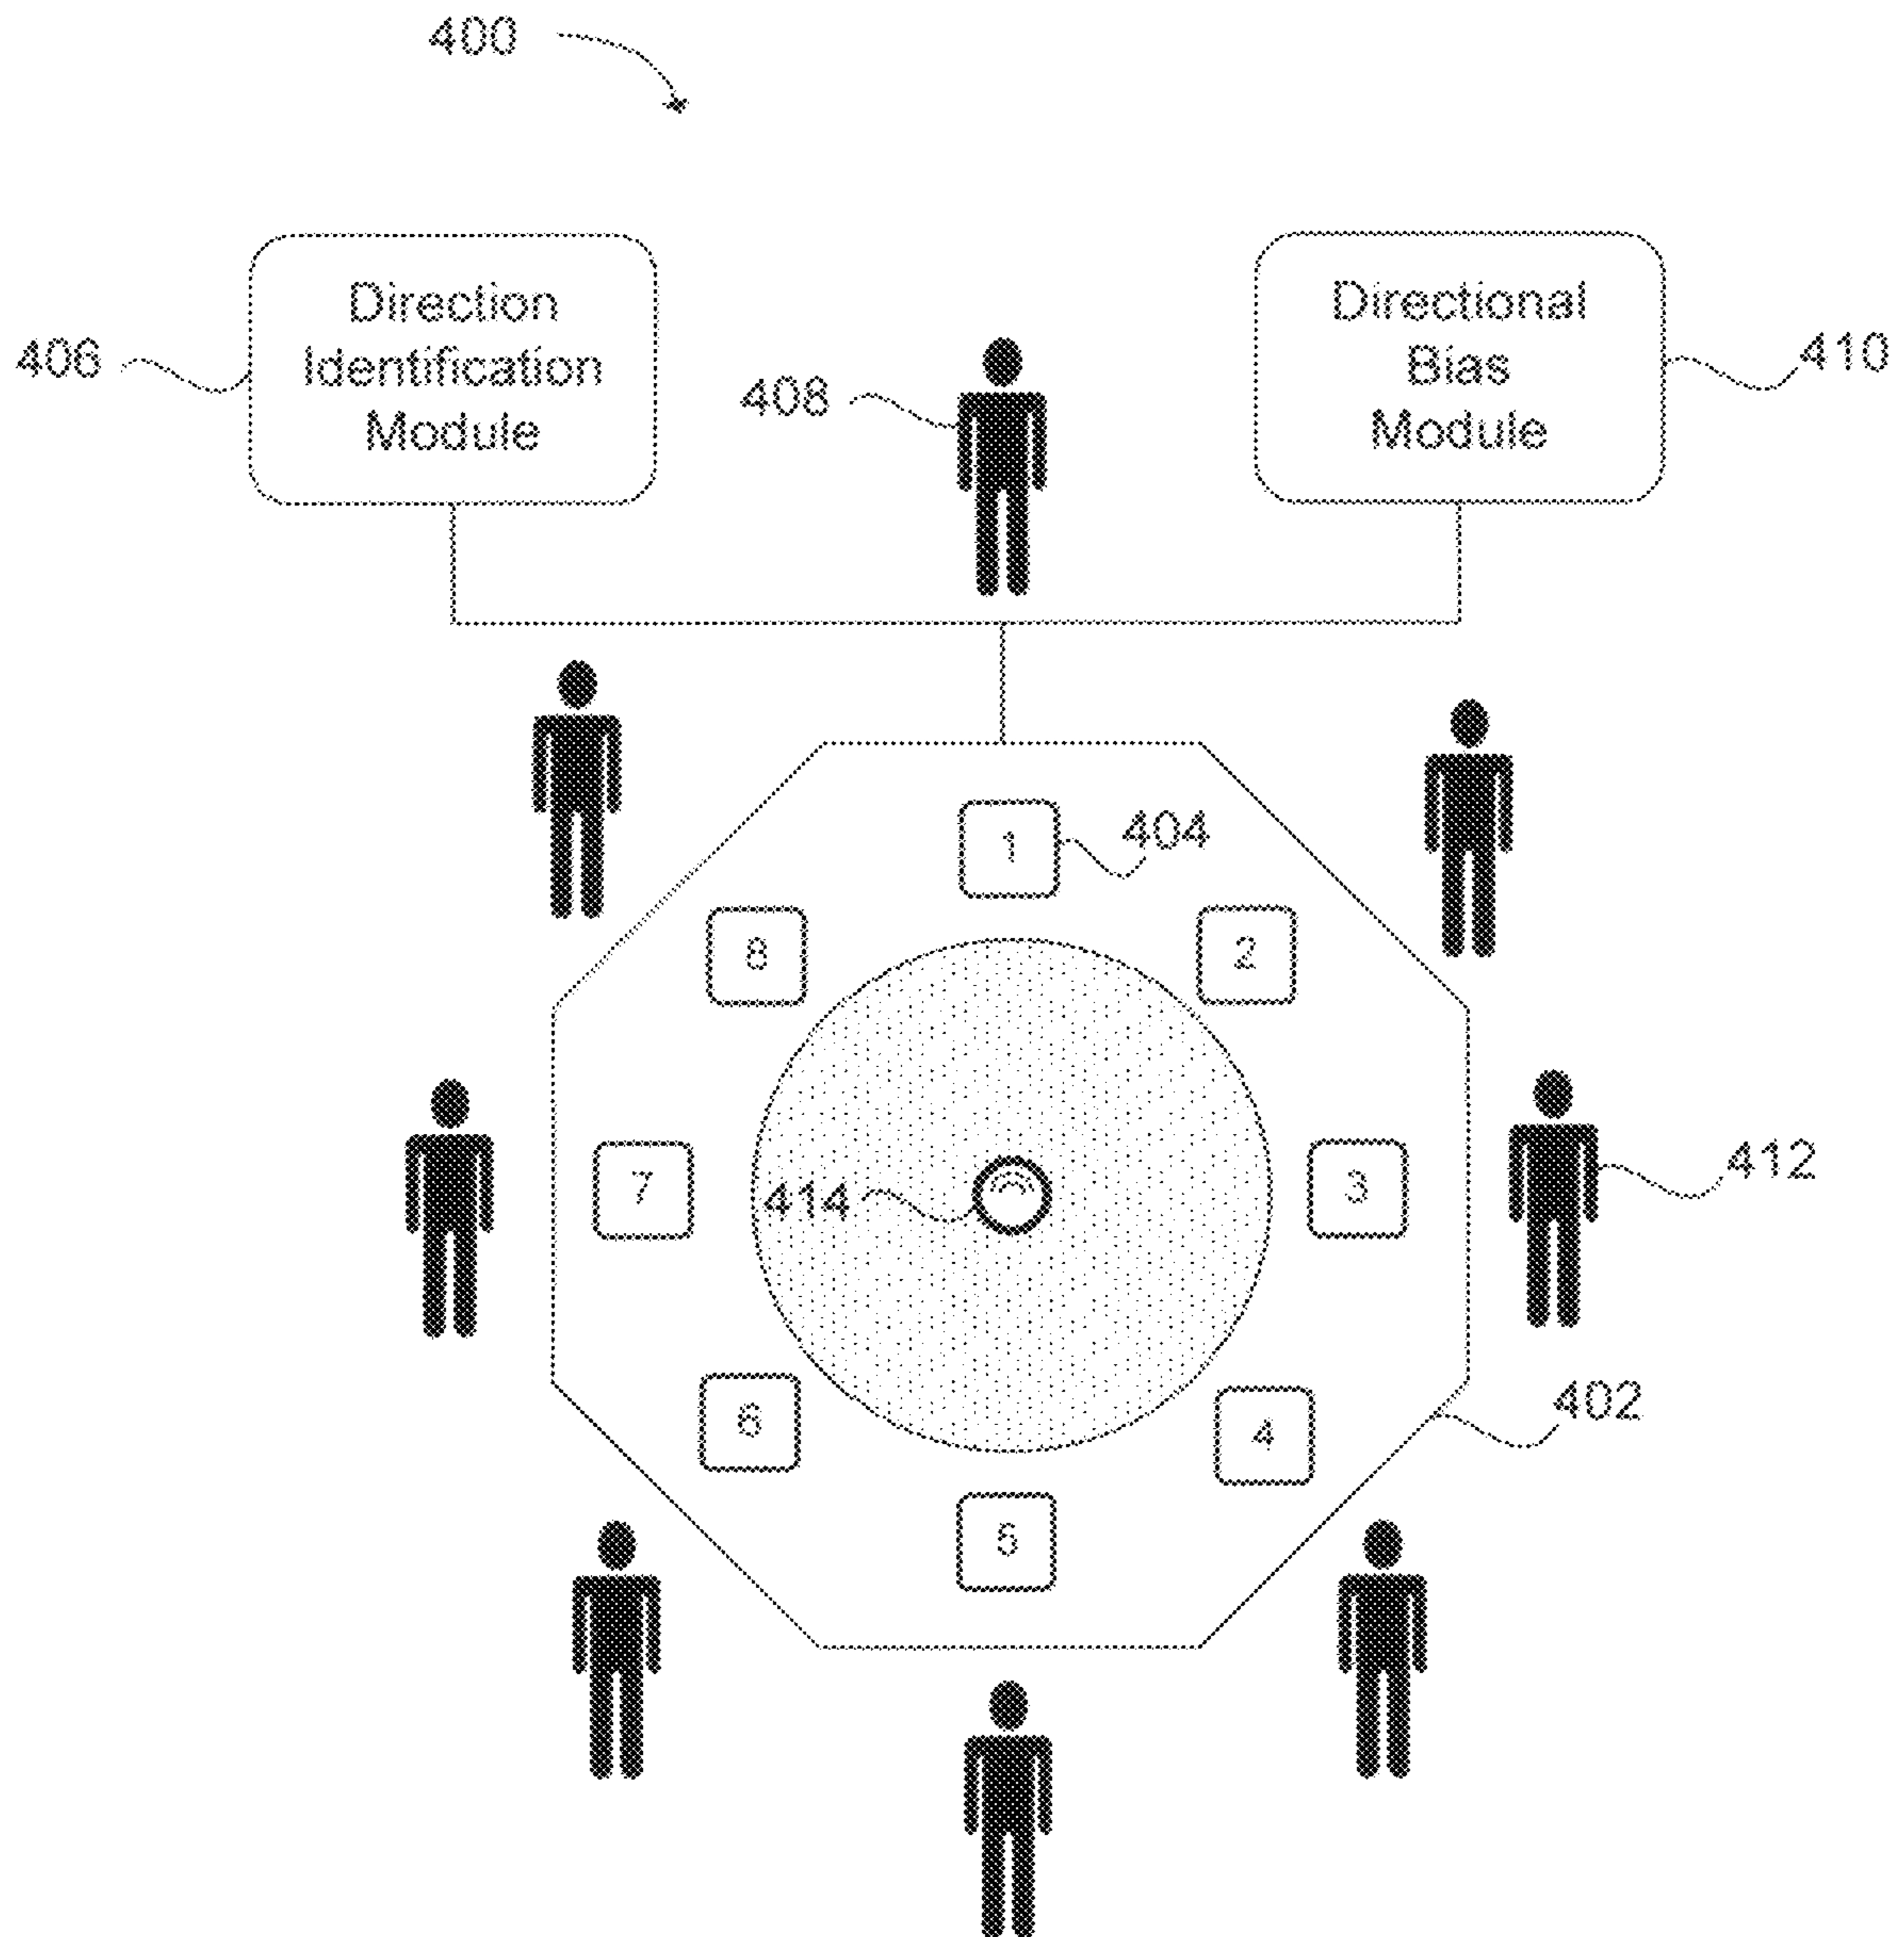 400
Direction
Identification
Module
406
408
Directional
Bias
Module
410
1
404
8
2
7
414
3
412
6
4
402
5